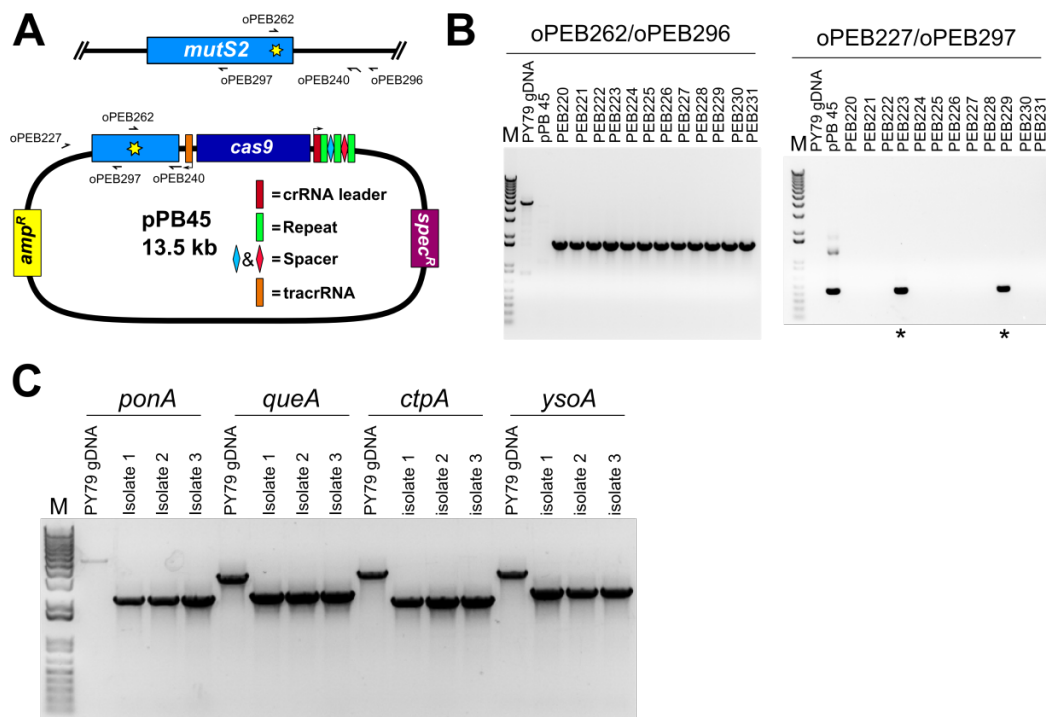 A
oPEB262
mutS2
oPEB297
oPEB240
oPEB296
oPEB262
oPEB227
cas9
oPEB297
oPEB240
pPB45
13.5 kb
ampR
specR
=crRNA leader
=Repeat
& =Spacer
=tracrRNA
B
oPEB262/oPEB296
M
PY79 gDNA
pPB 45
PEB220
PEB221
PEB222
PEB223
PEB224
PEB225
PEB226
PEB227
PEB228
PEB229
PEB230
PEB231
oPEB227/oPEB297
M
PY79 gDNA
pPB 45
PEB220
PEB221
PEB222
PEB223
PEB224
PEB225
PEB226
PEB227
PEB228
PEB229
PEB230
PEB231
* *
C
ponA queA ctpA ysoA
M
PY79 gDNA
Isolate 1
Isolate 2
Isolate 3
PY79 gDNA
Isolate 1
Isolate 2
Isolate 3
PY79 gDNA
isolate 1
isolate 2
isolate 3
PY79 gDNA
isolate 1
isolate 2
isolate 3